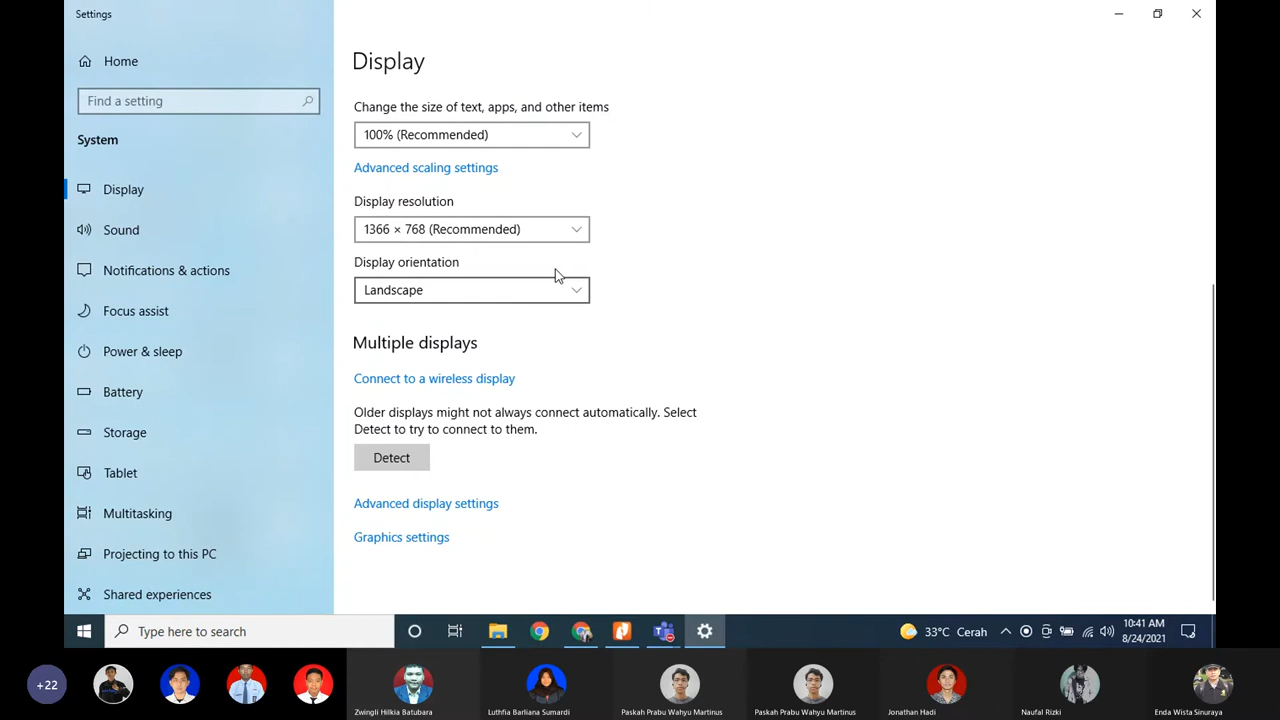 Settings
Home
Find a setting
System
Display
Sound
Notifications & actions
Focus assist
Power & sleep
Battery
Storage
Tablet
Multitasking
Projecting to this PC
Shared experiences
Display
Change the size of text, apps, and other items
100% (Recommended)
Advanced scaling settings
Display resolution
1366 × 768 (Recommended)
Display orientation
Landscape
Multiple displays
Connect to a wireless display
Older displays might not always connect automatically. Select
Detect to try to connect to them.
Detect
Advanced display settings
Graphics settings
Type here to search
33°C Cerah
10:41 AM
8/24/2021
+22
Zwingli Hilkia Batubara
Luthfia Barliana Sumardi
Paskah Prabu Wahyu Martinus
Paskah Prabu Wahyu Martinus
Jonathan Hadi
Naufal Rizki
Enda Wista Sinuraya